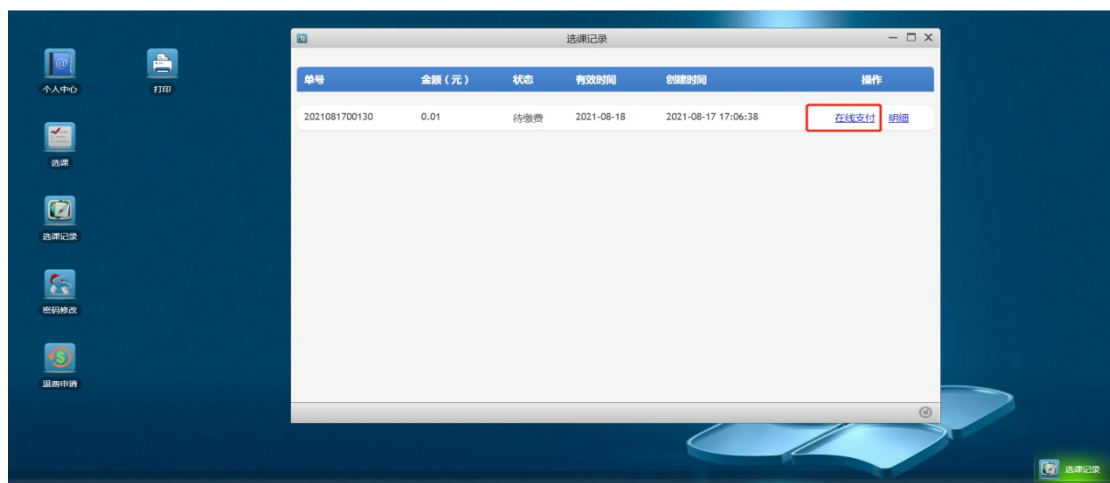 选课记录
单号 金额（元） 状态 有效时间 创建时间 操作
2021081700130 0.01 待缴费 2021-08-18 2021-08-17 17:06:38 在线支付 明细
个人中心 打印
选课
选课记录
密码修改
退费申请
选课记录